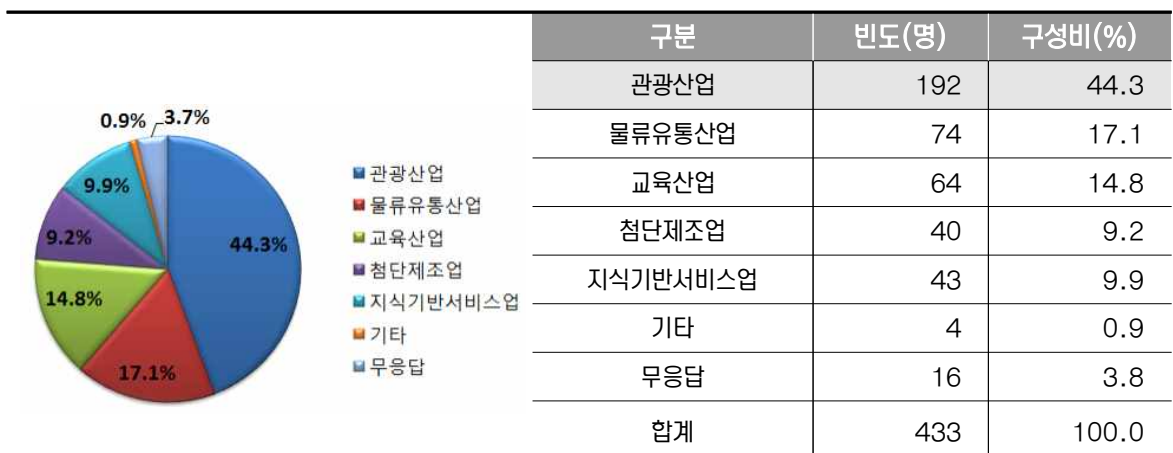 0.9% 3.7%
9.9%
9.2%
44.3%
14.8%
17.1%
관광산업
물류유통산업
교육산업
첨단제조업
지식기반서비스업
기타
무응답
구분 빈도(명) 구성비(%)
관광산업 192 44.3
물류유통산업 74 17.1
교육산업 64 14.8
첨단제조업 40 9.2
지식기반서비스업 43 9.9
기타 4 0.9
무응답 16 3.8
합계 433 100.0